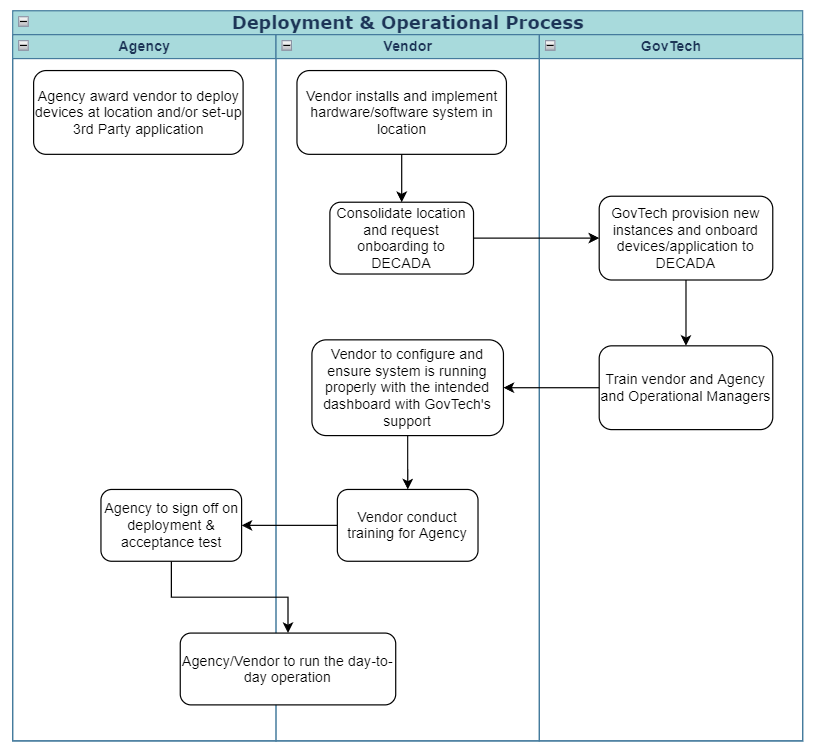 Deployment & Operational Process
Agency
Vendor
GovTech
Agency award vendor to deploy
devices at location and/or set-up
3rd Party application
Vendor installs and implement
hardware/software system in
location
Consolidate location
and request
onboarding to
DECADA
GovTech provision new
instances and onboard
devices/application to
DECADA
Train vendor and Agency
and Operational Managers
Vendor to configure and
ensure system is running
properly with the intended
dashboard with GovTech's
support
Vendor conduct
training for Agency
Agency to sign off on
deployment &
acceptance test
Agency/Vendor to run the day-to-
day operation